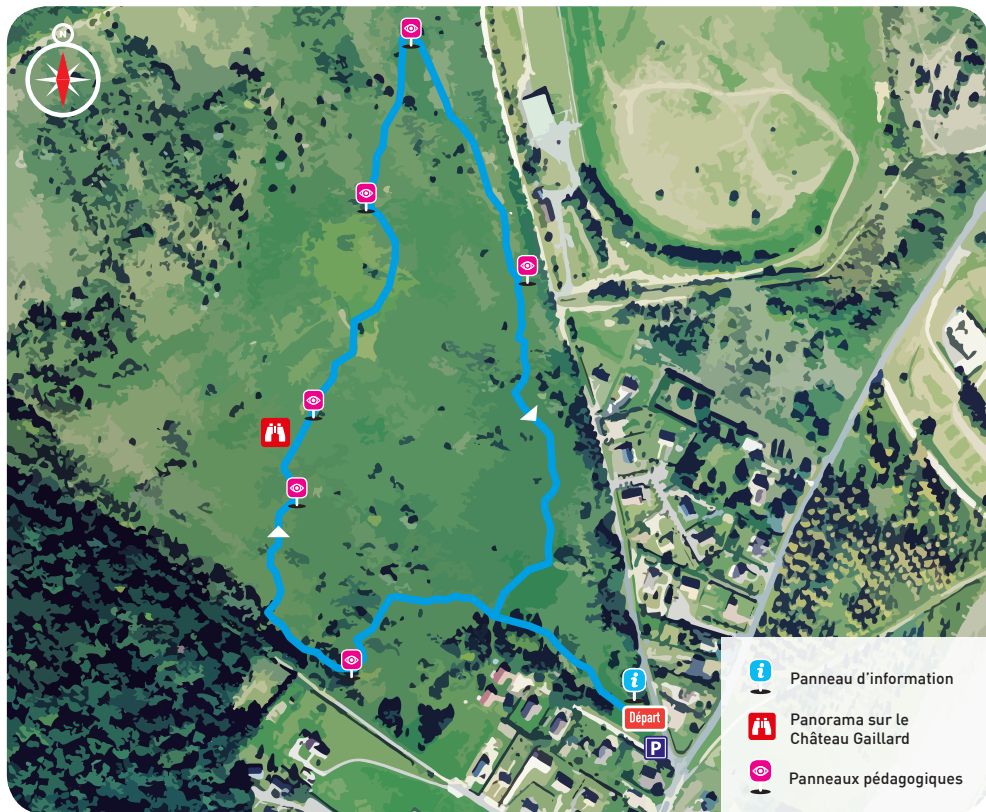 N
i
Départ
P
i
Panneau d'information
Panorama sur le
Château Gaillard
Panneaux pédagogiques